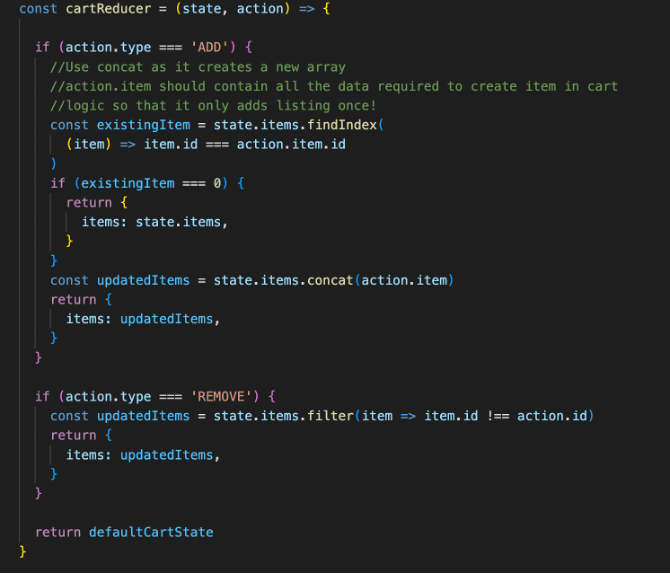 const cartReducer = (state, action) => {
if (action.type === 'ADD') {
//Use concat as it creates a new array
//action.item should contain all the data required to create item in cart
//logic so that it only adds listing once!
const existingItem = state.items.findIndex(
(item) => item.id === action.item.id
)
if (existingItem === 0) {
return {
items: state.items,
}
}
const updatedItems = state.items.concat(action.item)
return {
items: updatedItems,
}
}
if (action.type === 'REMOVE') {
const updatedItems = state.items.filter(item => item.id !== action.id)
return {
items: updatedItems,
}
}
return defaultCartState
}